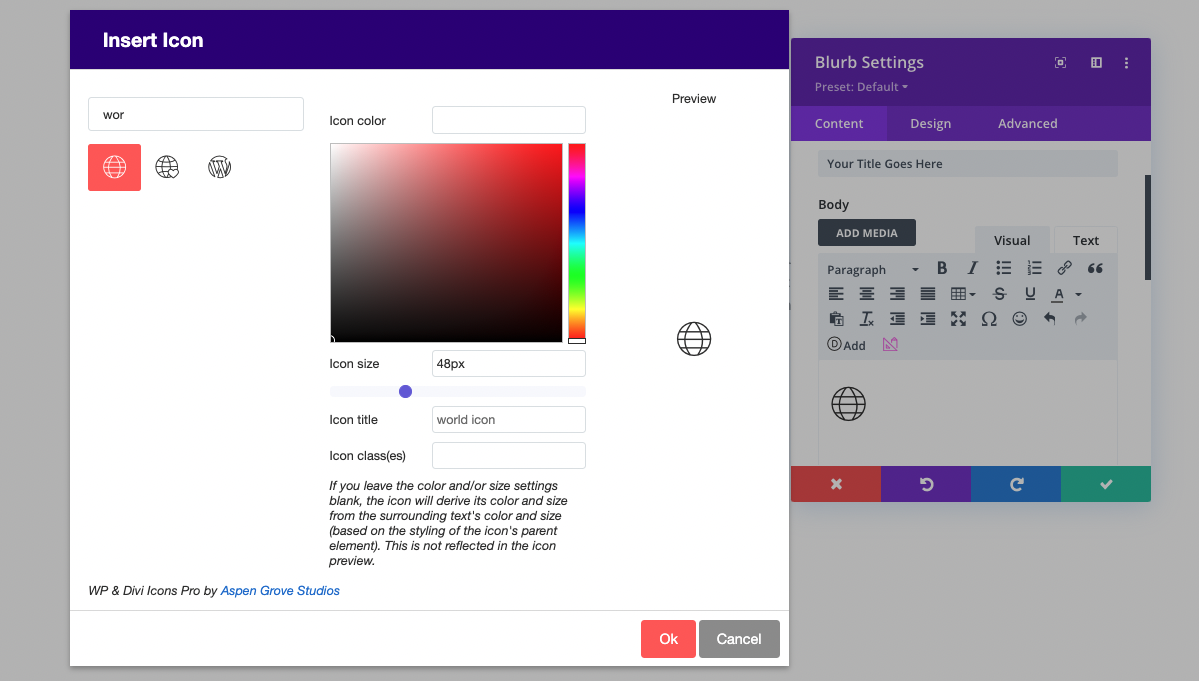 Insert Icon
wor
Icon color
Icon size
48px
Icon title
world icon
Icon class(es)
If you leave the color and/or size settings
blank, the icon will derive its color and size
from the surrounding text's color and size
(based on the styling of the icon's parent
element). This is not reflected in the icon
preview.
Preview
WP & Divi Icons Pro by Aspen Grove Studios
Ok
Cancel
Blurb Settings
Preset: Default
Content
Design
Advanced
Your Title Goes Here
Body
ADD MEDIA
Visual
Text
Paragraph
Add